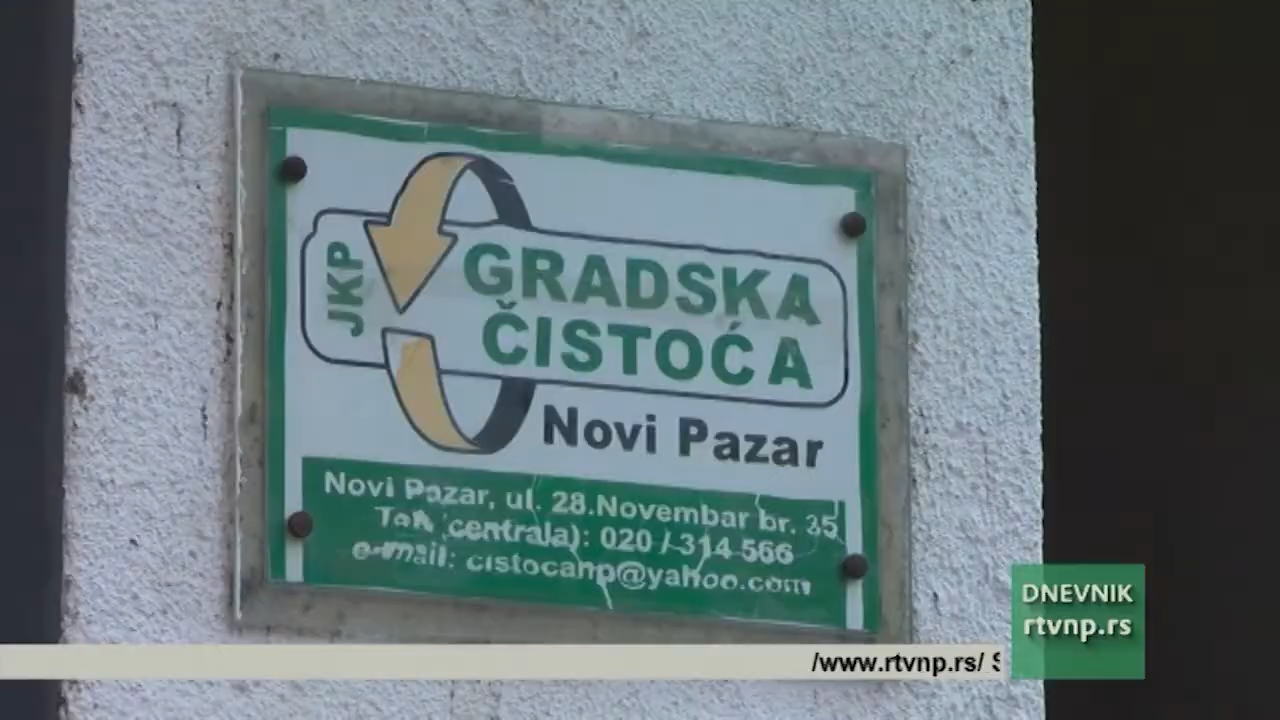 JKP
GRADSKA
ČISTOĆA
Novi Pazar
Novi Pazar, ul. 28.Novembar br. 35
(centrala): 020 / 314 566
e-mail: cistocanp@yahoo.com
DNEVNIK
rtvnp.rs
/www.rtvnp.rs/ S